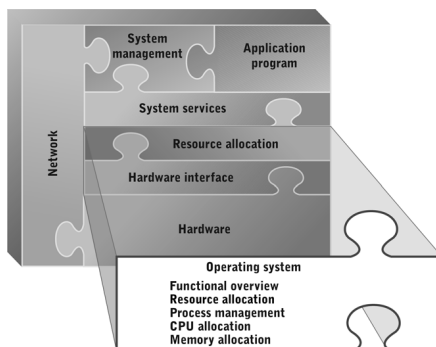 System
management
Application
program
System services
Network
Resource allocation
Hardware interface
Hardware
Operating system
Functional overview
Resource allocation
Process management
CPU allocation
Memory allocation